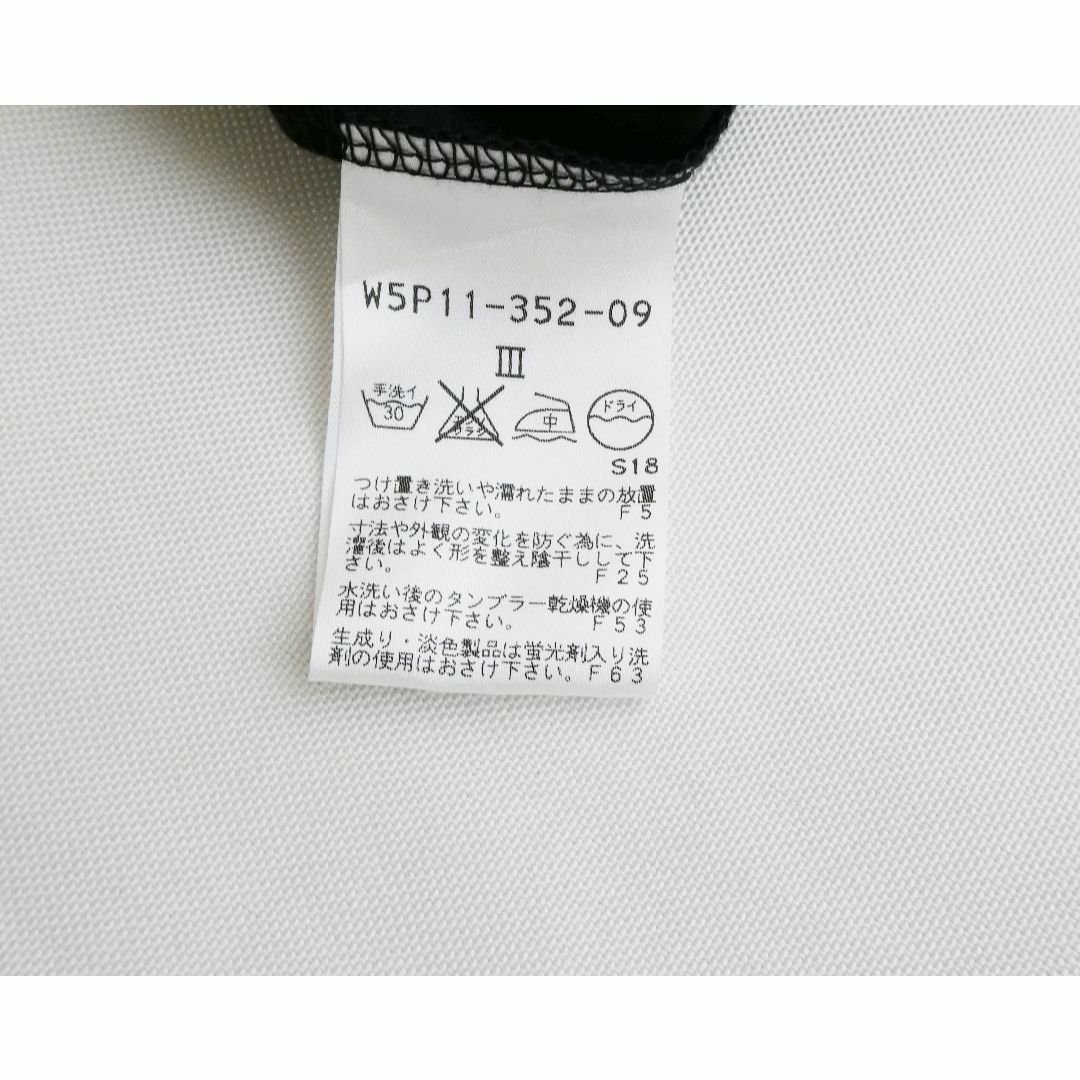 W5P11-352-09
Ⅲ
手洗イ
30
エンソ
サラシ
中
ドライ
S18
つけ置き洗いや濡れたままの放置
はおさけ下さい。 F5
寸法や外観の変化を防ぐ為に、洗
濯後はよく形を整え陰干しして下
さい。 F25
水洗い後のタンブラー乾燥機の使
用はおさけ下さい。 F53
生成り・淡色製品は蛍光剤入り洗
剤の使用はおさけ下さい。F63